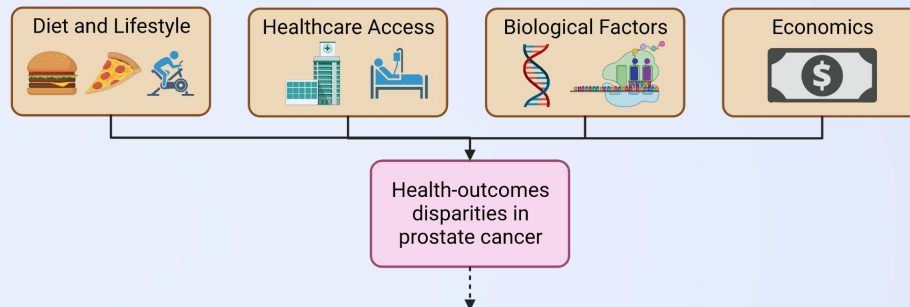 Diet and Lifestyle
Healthcare Access
Biological Factors
Economics
$
Health-outcomes
disparities in
prostate cancer